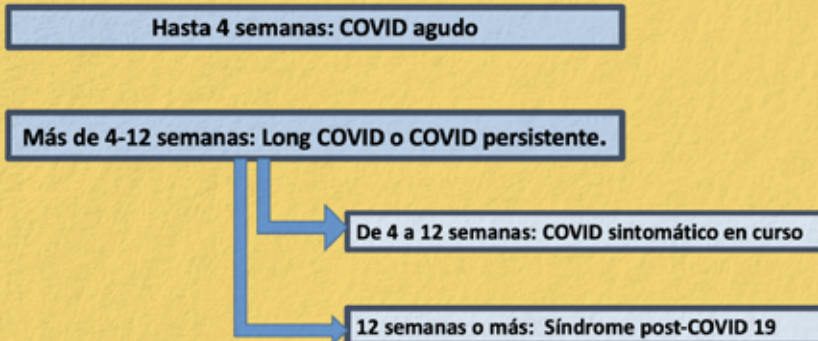 Hasta 4 semanas: COVID agudo
Más de 4-12 semanas: Long COVID o COVID persistente.
De 4 a 12 semanas: COVID sintomático en curso
12 semanas o más: Síndrome post-COVID 19